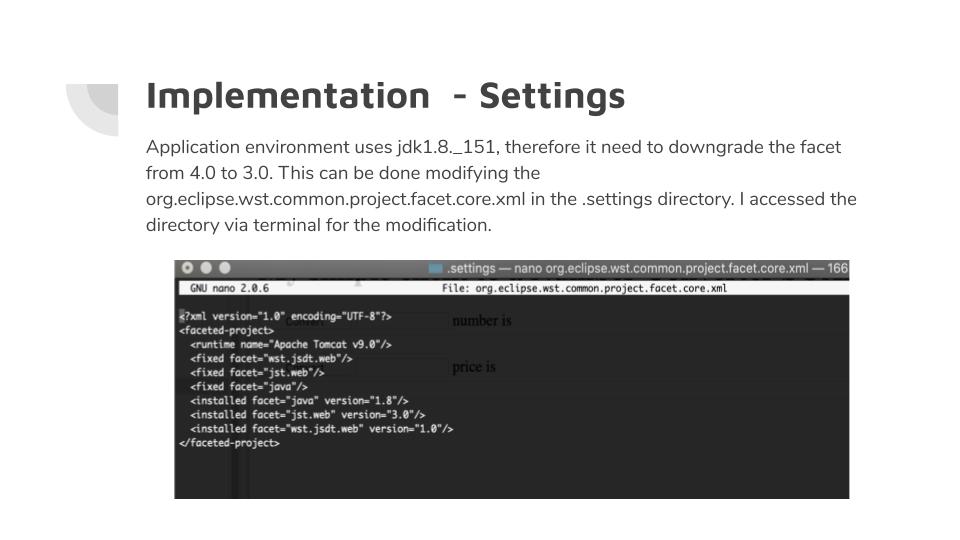 Implementation - Settings
Application environment uses jdk1.8._151, therefore it need to downgrade the facet
from 4.0 to 3.0. This can be done modifying the
org.eclipse.wst.common.project.facet.core.xml in the .settings directory. I accessed the
directory via terminal for the modification.
.settings — nano org.eclipse.wst.common.project.facet.core.xml — 166
GNU nano 2.0.6 File: org.eclipse.wst.common.project.facet.core.xml
<?xml version="1.0" encoding="UTF-8"?>
number is
<faceted-project>
<runtime name="Apache Tomcat v9.0"/>
<fixed facet="wst.jsdt.web"/>
<fixed facet="jst.web"/>
price is
<fixed facet="java"/>
<installed facet="java" version="1.8"/>
<installed facet="jst.web" version="3.0"/>
<installed facet="wst.jsdt.web" version="1.0"/>
</faceted-project>